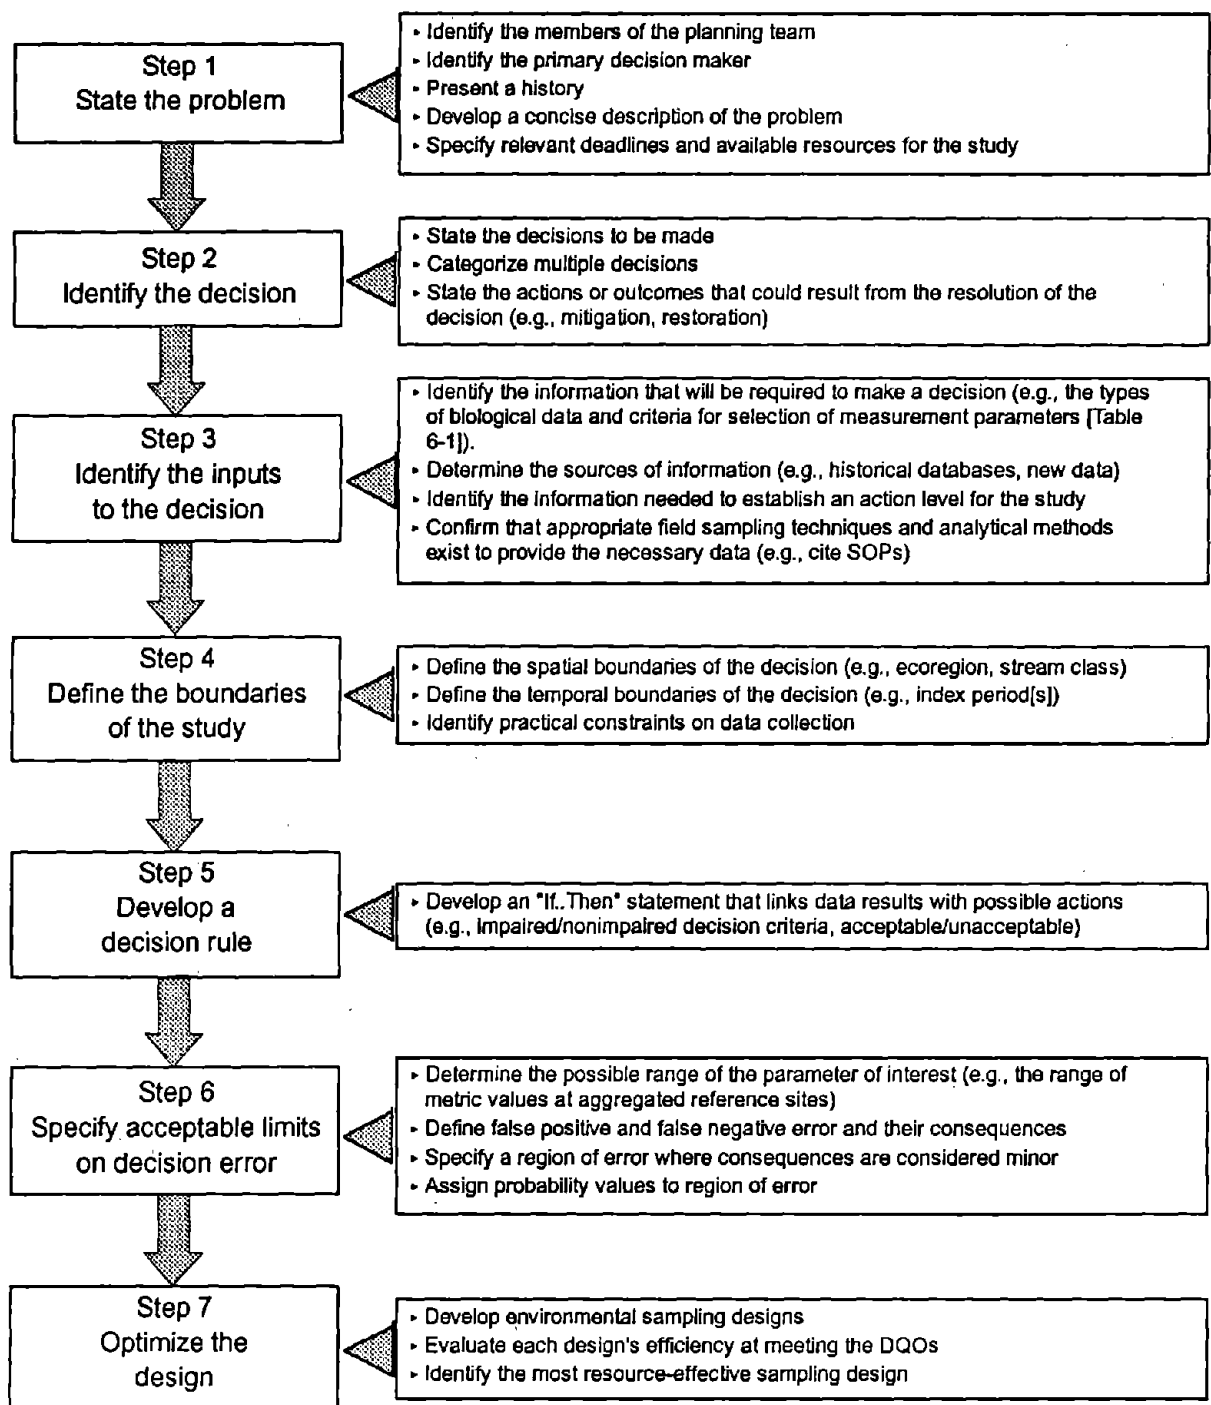 Step 1
State the problem
▸ Identify the members of the planning team
▸ Identify the primary decision maker
▸ Present a history
▸ Develop a concise description of the problem
▸ Specify relevant deadlines and available resources for the study
Step 2
Identify the decision
▸ State the decisions to be made
▸ Categorize multiple decisions
▸ State the actions or outcomes that could result from the resolution of the
decision (e.g., mitigation, restoration)
Step 3
Identify the inputs
to the decision
▸ Identify the information that will be required to make a decision (e.g., the types
of biological data and criteria for selection of measurement parameters [Table
6-1]).
▸ Determine the sources of information (e.g., historical databases, new data)
▸ Identify the information needed to establish an action level for the study
▸ Confirm that appropriate field sampling techniques and analytical methods
exist to provide the necessary data (e.g., cite SOPs)
Step 4
Define the boundaries
of the study
▸ Define the spatial boundaries of the decision (e.g., ecoregion, stream class)
▸ Define the temporal boundaries of the decision (e.g., index period[s])
▸ Identify practical constraints on data collection
Step 5
Develop a
decision rule
▸ Develop an "If..Then" statement that links data results with possible actions
(e.g., impaired/nonimpaired decision criteria, acceptable/unacceptable)
Step 6
Specify acceptable limits
on decision error
▸ Determine the possible range of the parameter of interest (e.g., the range of
metric values at aggregated reference sites)
▸ Define false positive and false negative error and their consequences
▸ Specify a region of error where consequences are considered minor
▸ Assign probability values to region of error
Step 7
Optimize the
design
▸ Develop environmental sampling designs
▸ Evaluate each design's efficiency at meeting the DQOs
▸ Identify the most resource-effective sampling design